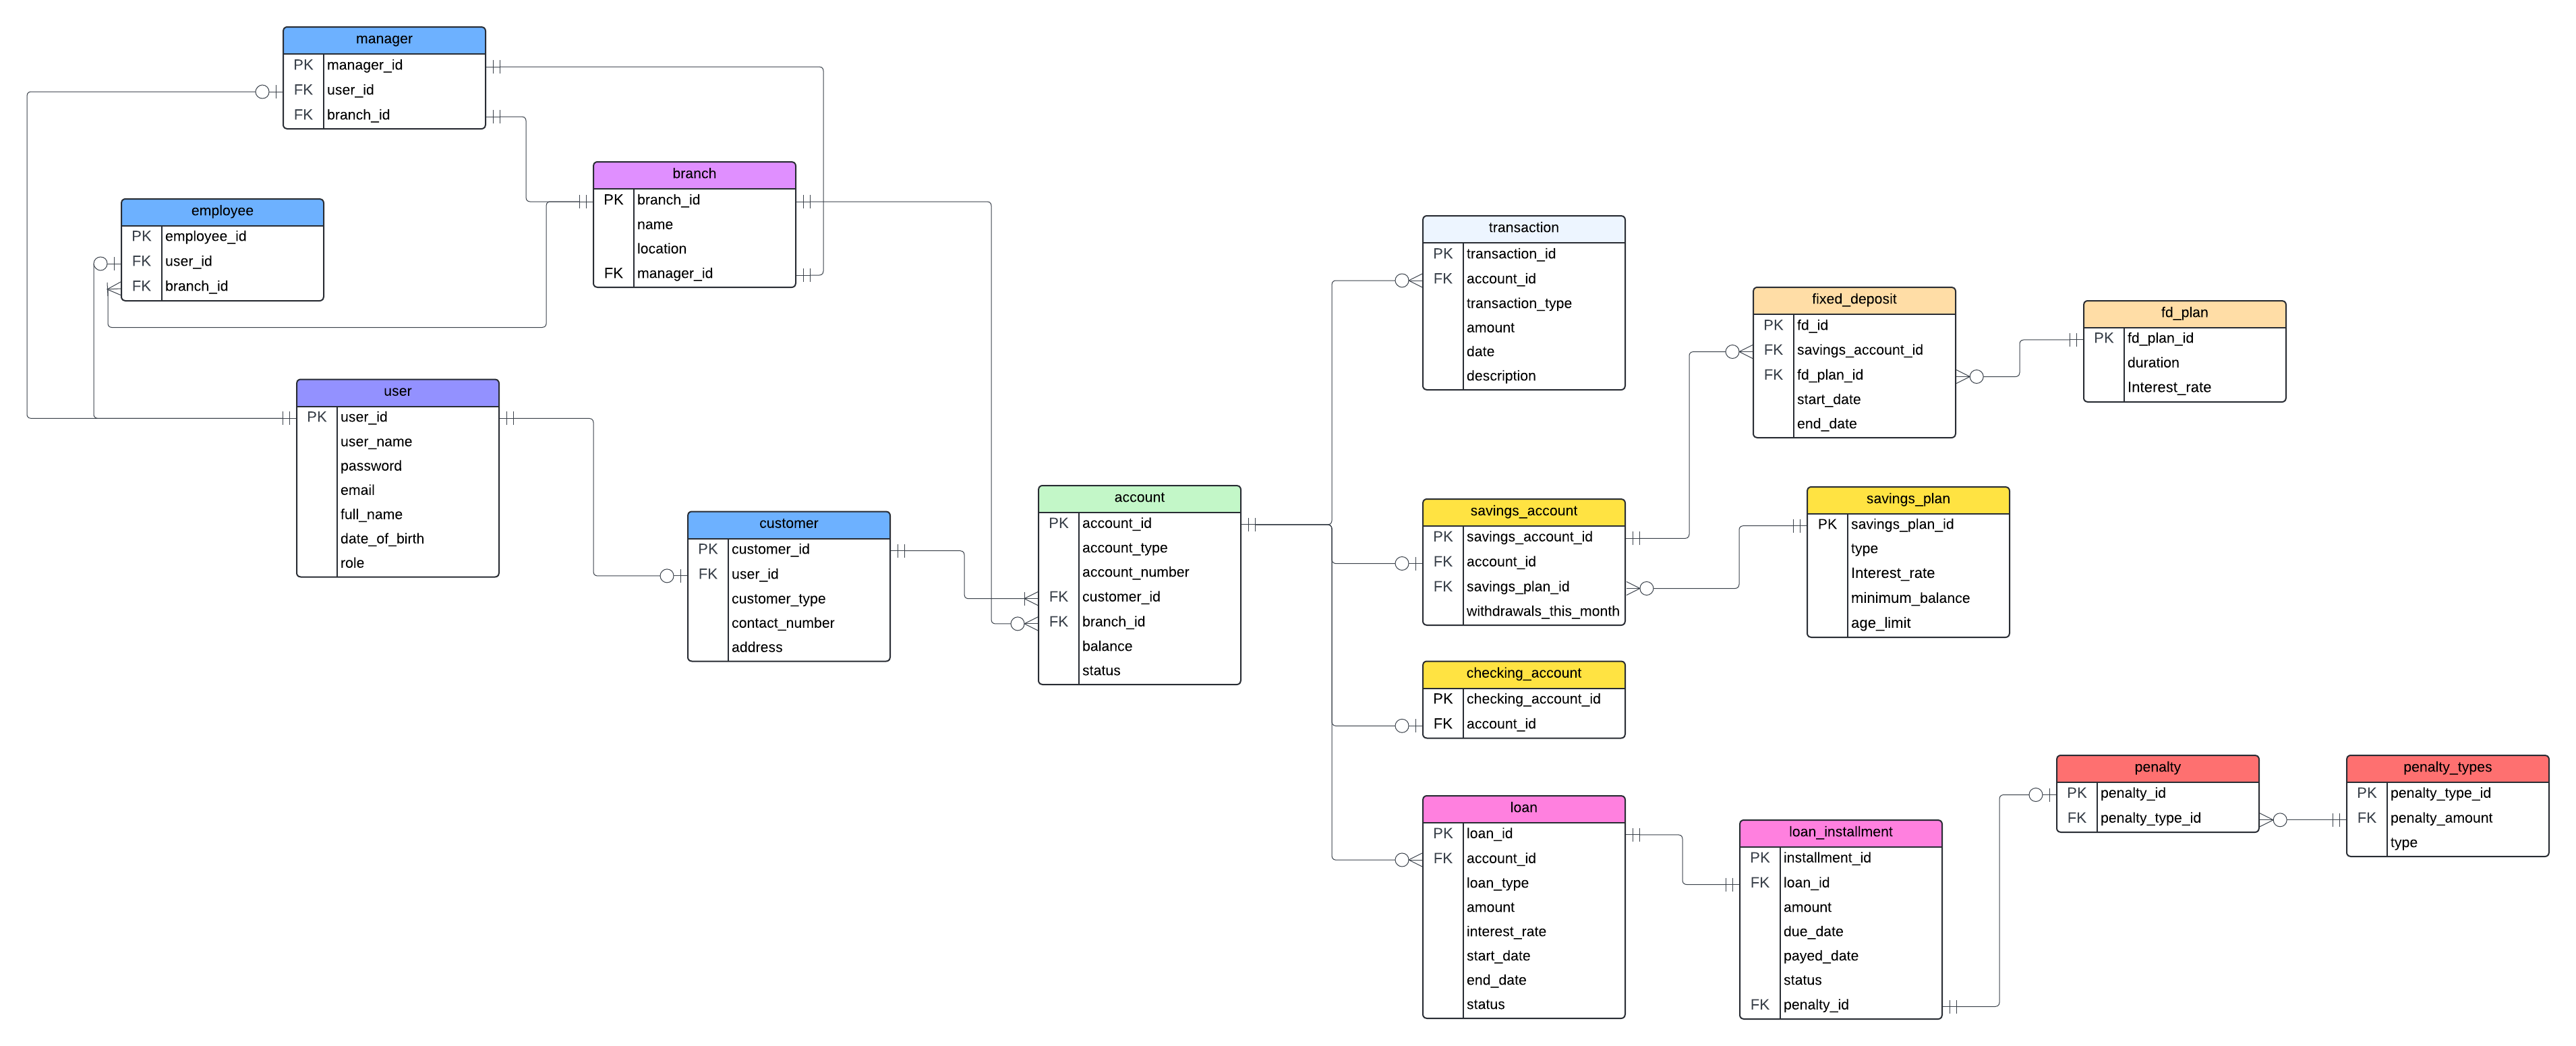 manager
PK manager_id
FK user_id
FK branch_id
branch
PK branch_id
name
location
FK manager_id
employee
PK employee_id
FK user_id
FK branch_id
user
PK user_id
user_name
password
email
full_name
date_of_birth
role
customer
PK customer_id
FK user_id
customer_type
contact_number
address
account
PK account_id
account_type
account_number
FK customer_id
FK branch_id
balance
status
transaction
PK transaction_id
FK account_id
transaction_type
amount
date
description
fixed_deposit
PK fd_id
FK savings_account_id
FK fd_plan_id
start_date
end_date
fd_plan
PK fd_plan_id
duration
Interest_rate
savings_account
PK savings_account_id
FK account_id
FK savings_plan_id
withdrawals_this_month
savings_plan
PK savings_plan_id
type
Interest_rate
minimum_balance
age_limit
checking_account
PK checking_account_id
FK account_id
loan
PK loan_id
FK account_id
loan_type
amount
interest_rate
start_date
end_date
status
loan_installment
PK installment_id
FK loan_id
amount
due_date
payed_date
status
FK penalty_id
penalty
PK penalty_id
FK penalty_type_id
penalty_types
PK penalty_type_id
FK penalty_amount
type